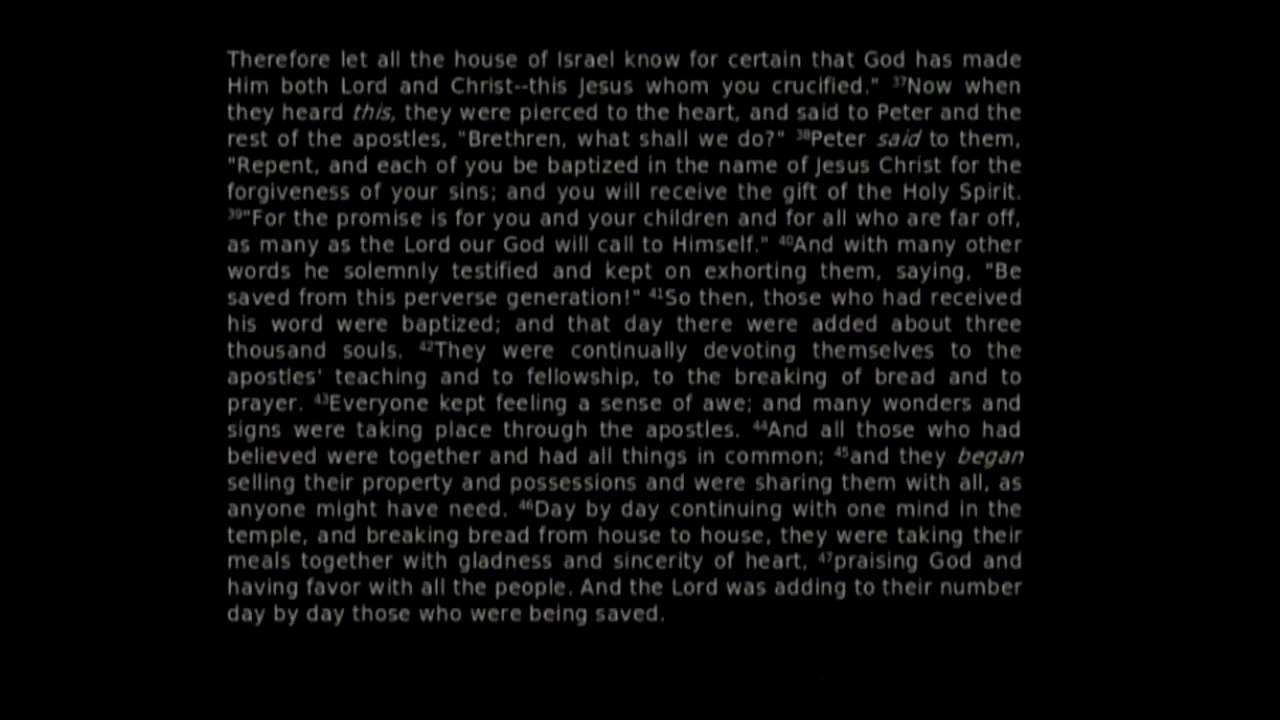 Therefore let all the house of Israel know for certain that God has made
Him both Lord and Christ--this Jesus whom you crucified." 37Now when
they heard this, they were pierced to the heart, and said to Peter and the
rest of the apostles, "Brethren, what shall we do?" 38Peter said to them,
"Repent, and each of you be baptized in the name of Jesus Christ for the
forgiveness of your sins; and you will receive the gift of the Holy Spirit.
39"For the promise is for you and your children and for all who are far off,
as many as the Lord our God will call to Himself." 40And with many other
words he solemnly testified and kept on exhorting them, saying, "Be
saved from this perverse generation!" 41So then, those who had received
his word were baptized; and that day there were added about three
thousand souls. 42They were continually devoting themselves to the
apostles' teaching and to fellowship, to the breaking of bread and to
prayer. 43Everyone kept feeling a sense of awe; and many wonders and
signs were taking place through the apostles. 44And all those who had
believed were together and had all things in common; 45and they began
selling their property and possessions and were sharing them with all, as
anyone might have need. 46Day by day continuing with one mind in the
temple, and breaking bread from house to house, they were taking their
meals together with gladness and sincerity of heart, 47praising God and
having favor with all the people. And the Lord was adding to their number
day by day those who were being saved.